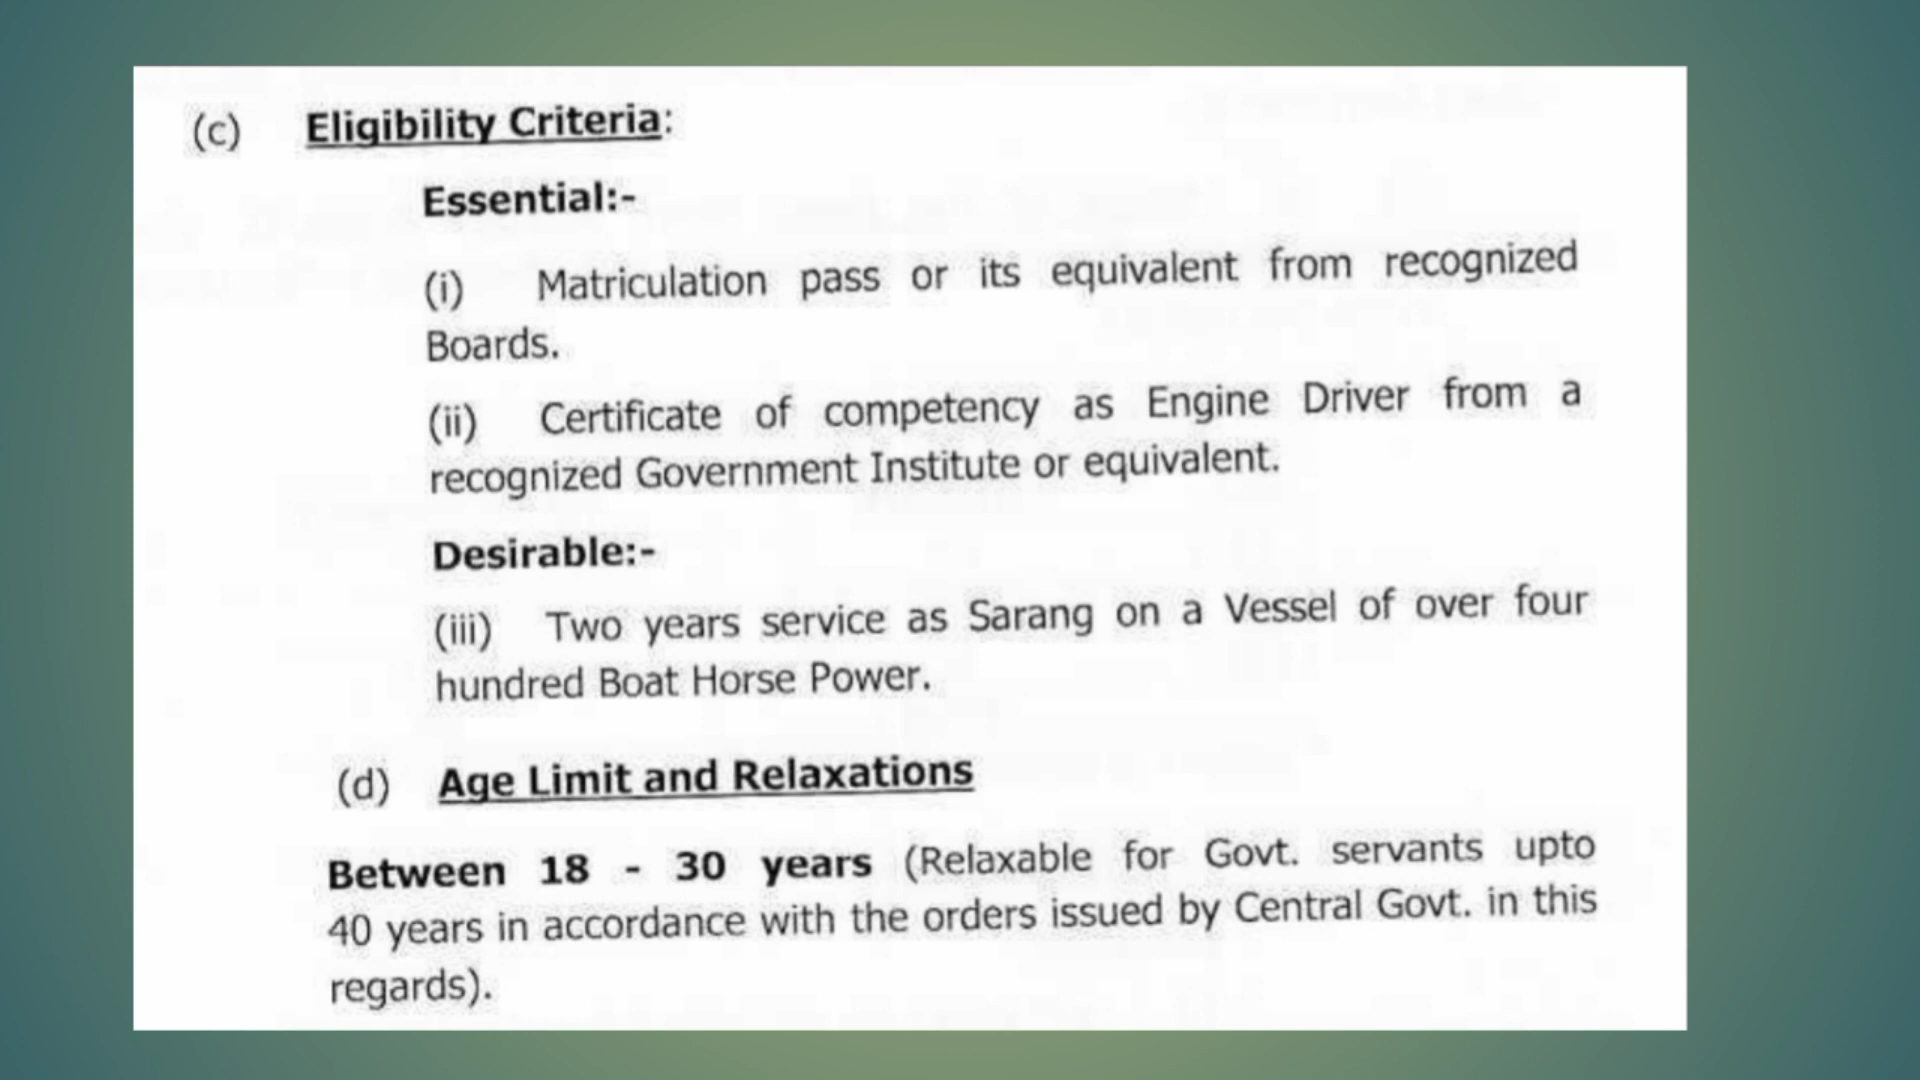 (c) Eligibility Criteria:
Essential:-
(i) Matriculation pass or its equivalent from recognized
Boards.
(ii) Certificate of competency as Engine Driver from a
recognized Government Institute or equivalent.
Desirable:-
(iii) Two years service as Sarang on a Vessel of over four
hundred Boat Horse Power.
(d) Age Limit and Relaxations
Between 18 - 30 years (Relaxable for Govt. servants upto
40 years in accordance with the orders issued by Central Govt. in this
regards).